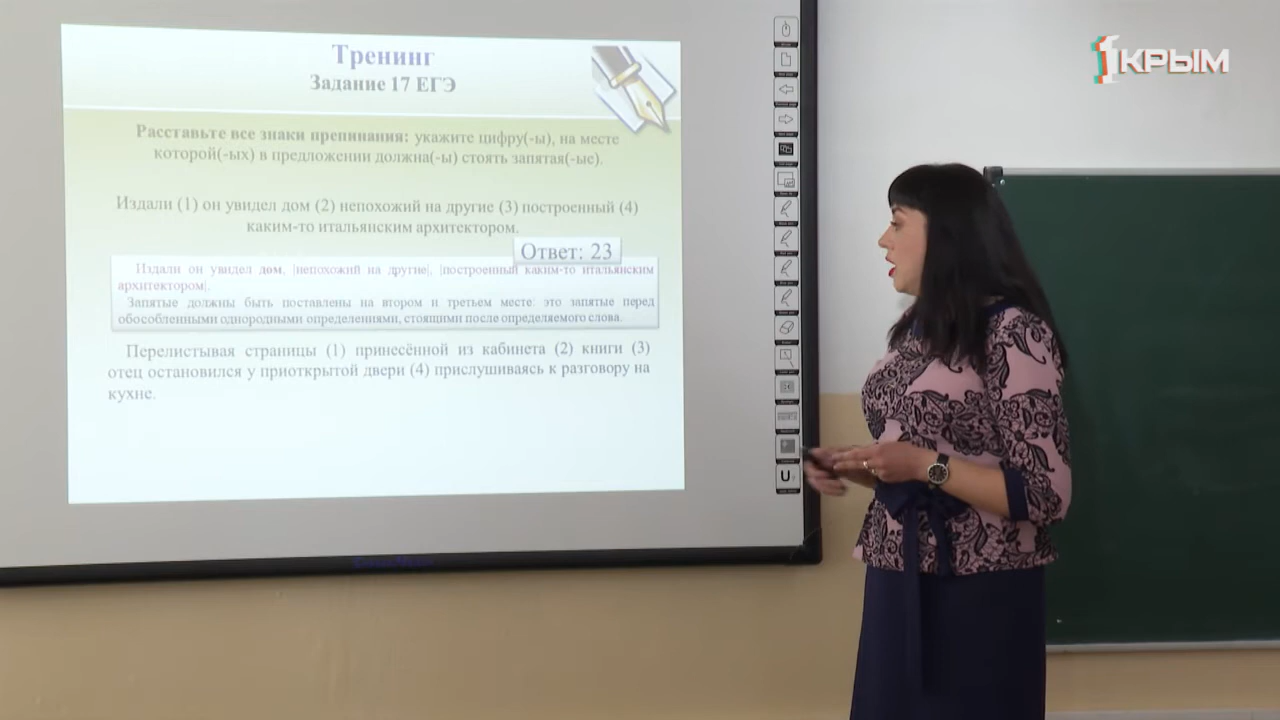 Тренинг
Задание 17 ЕГЭ
Расставьте все знаки препинания: укажите цифру(-ы), на месте
которой(-ых) в предложении должна(-ы) стоять запятая(-ые).
Издали (1) он увидел дом (2) непохожий на другие (3) построенный (4)
каким-то итальянским архитектором.
Ответ: 23
Издали он увидел дом, |непохожий на другие|, |построенный каким-то итальянским
архитектором|.
Запятые должны быть поставлены на втором и третьем месте: это запятые перед
обособленными однородными определениями, стоящими после определяемого слова.
Перелистывая страницы (1) принесённой из кабинета (2) книги (3)
отец остановился у приоткрытой двери (4) прислушиваясь к разговору на
кухне.
1 КРЫМ